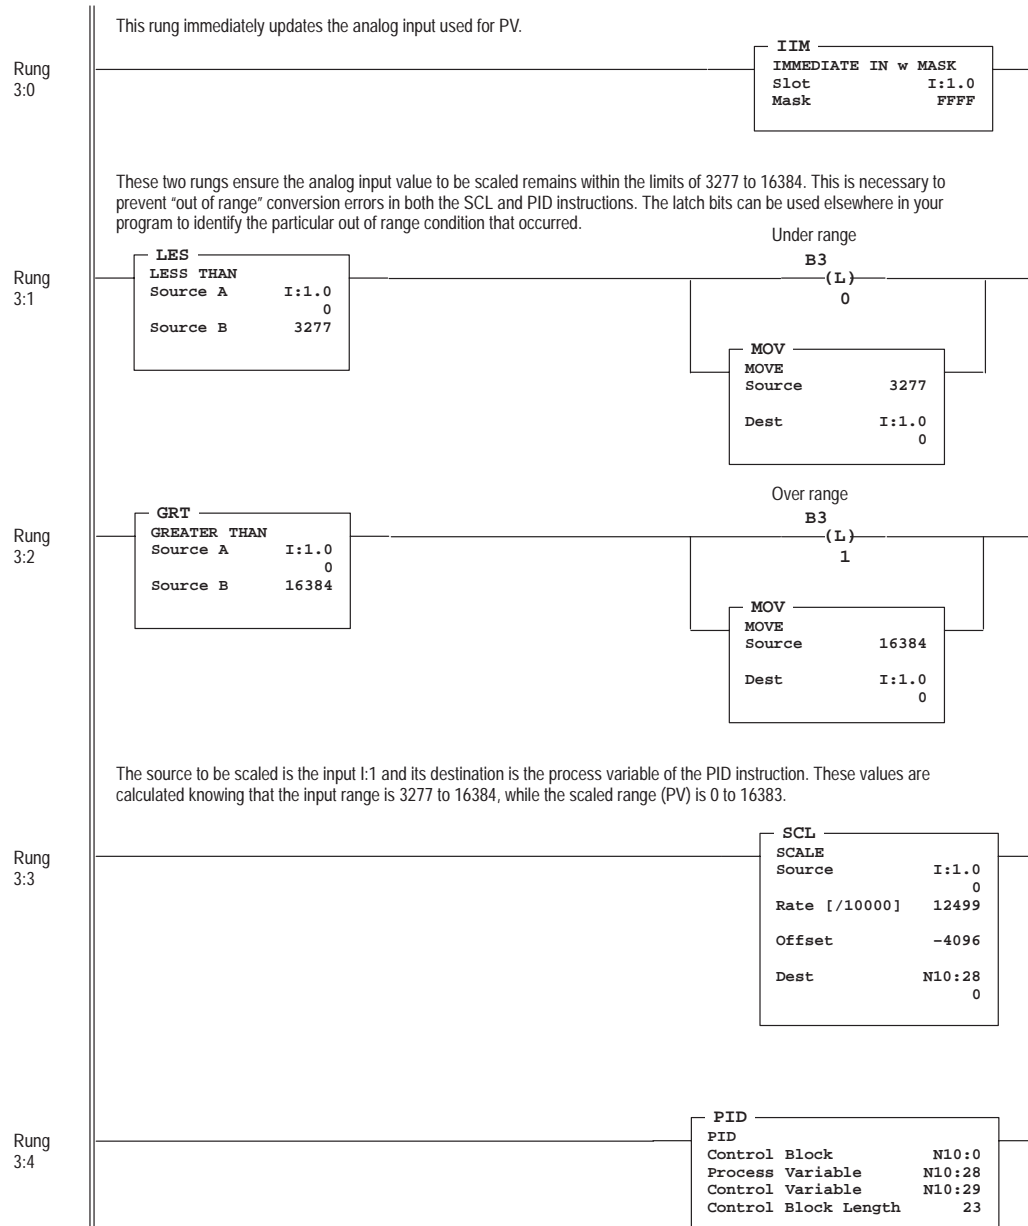 This rung immediately updates the analog input used for PV.
Rung
3:0
IIM
IMMEDIATE IN w MASK
Slot I:1.0
Mask FFFF
These two rungs ensure the analog input value to be scaled remains within the limits of 3277 to 16384. This is necessary to
prevent “out of range” conversion errors in both the SCL and PID instructions. The latch bits can be used elsewhere in your
program to identify the particular out of range condition that occurred.
Rung
3:1
LES
LESS THAN
Source A I:1.0
0
Source B 3277
Under range
B3
(L)
0
MOV
MOVE
Source 3277
Dest I:1.0
0
Rung
3:2
GRT
GREATER THAN
Source A I:1.0
0
Source B 16384
Over range
B3
(L)
1
MOV
MOVE
Source 16384
Dest I:1.0
0
The source to be scaled is the input I:1 and its destination is the process variable of the PID instruction. These values are
calculated knowing that the input range is 3277 to 16384, while the scaled range (PV) is 0 to 16383.
Rung
3:3
SCL
SCALE
Source I:1.0
0
Rate [/10000] 12499
Offset -4096
Dest N10:28
0
Rung
3:4
PID
PID
Control Block N10:0
Process Variable N10:28
Control Variable N10:29
Control Block Length 23